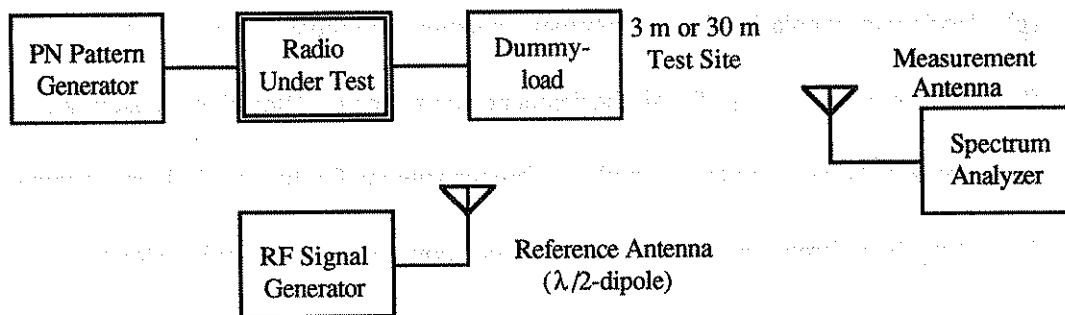 PN Pattern
Generator
Radio
Under Test
Dummy-
load
3 m or 30 m
Test Site
Measurement
Antenna
Spectrum
Analyzer
RF Signal
Generator
Reference Antenna
(λ/2-dipole)